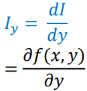 I_y = dI/dy
= ∂f(x, y)/∂y